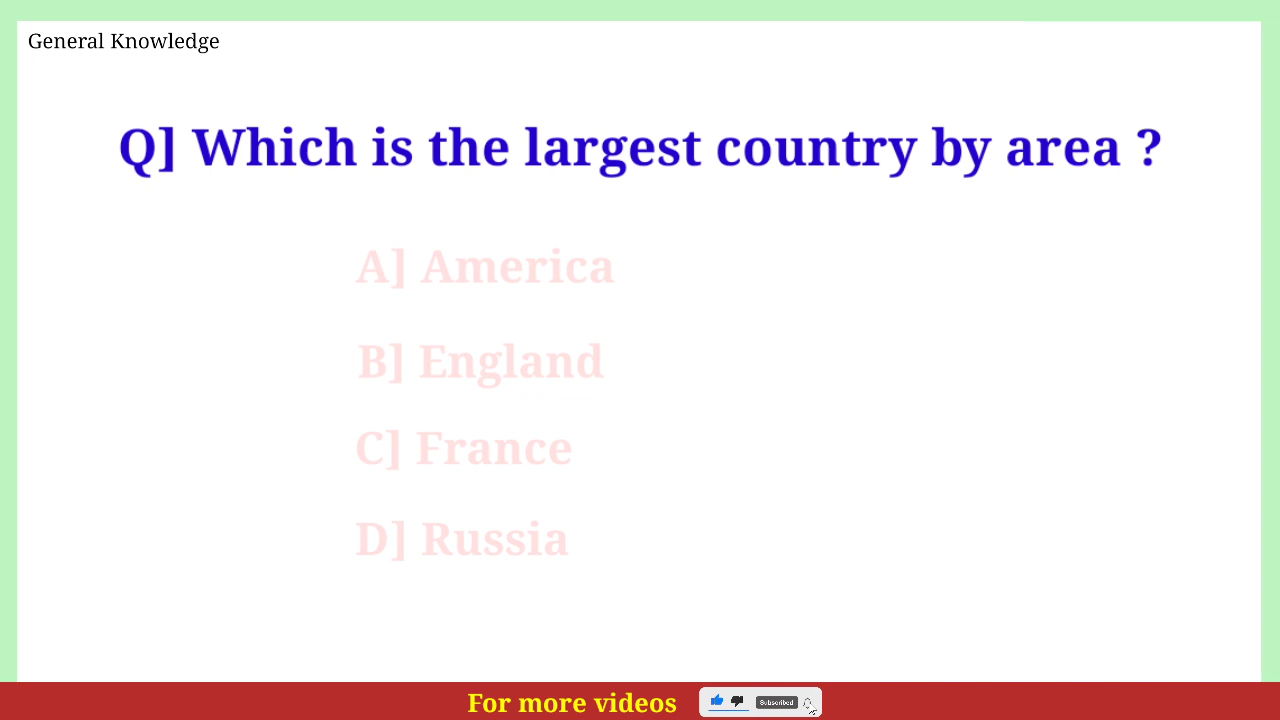 General Knowledge
Q] Which is the largest country by area ?
A] America
B] England
C] France
D] Russia
For more videos
Subscribed